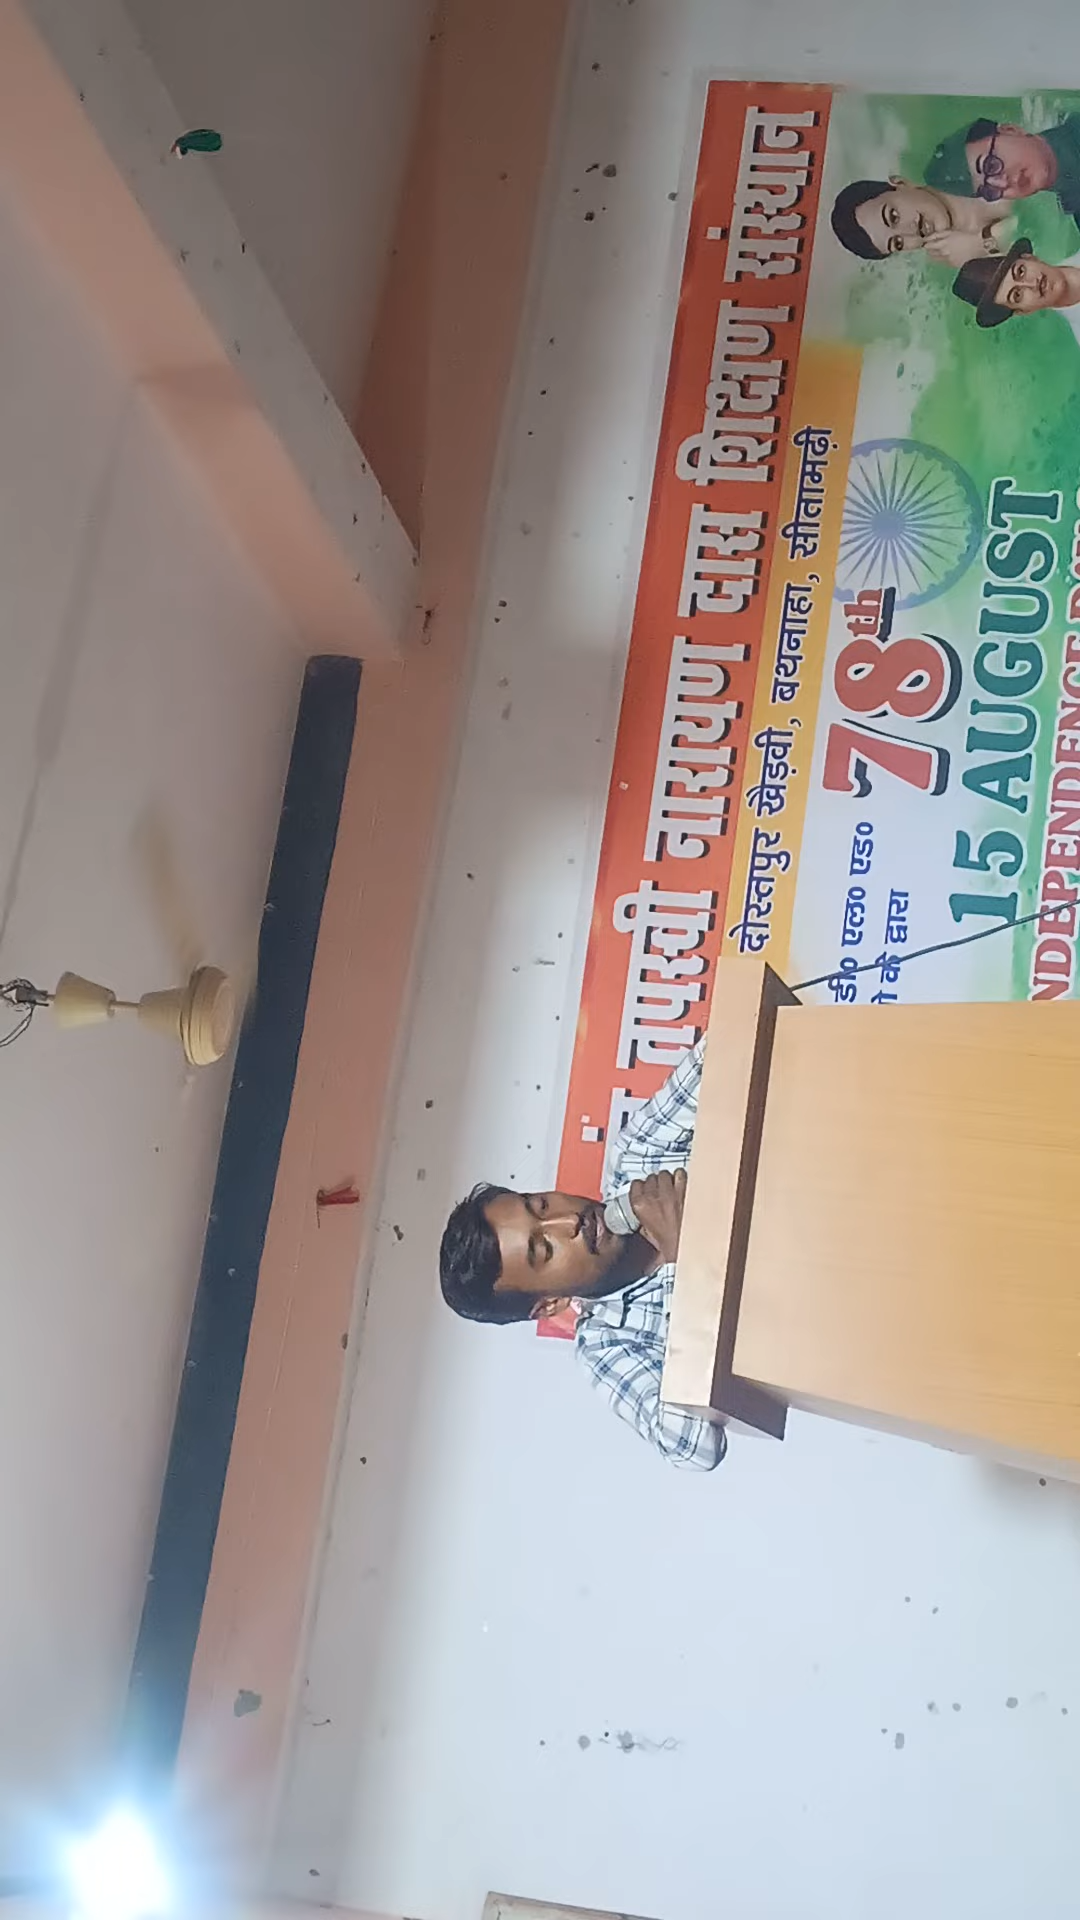 तपस्वी नारायण दास शिक्षण संस्थान
दोस्तपुर खैड़वी, बथनाहा, सीतामढ़ी
डी० एल० एड०
के द्वारा
78th
15 AUGUST